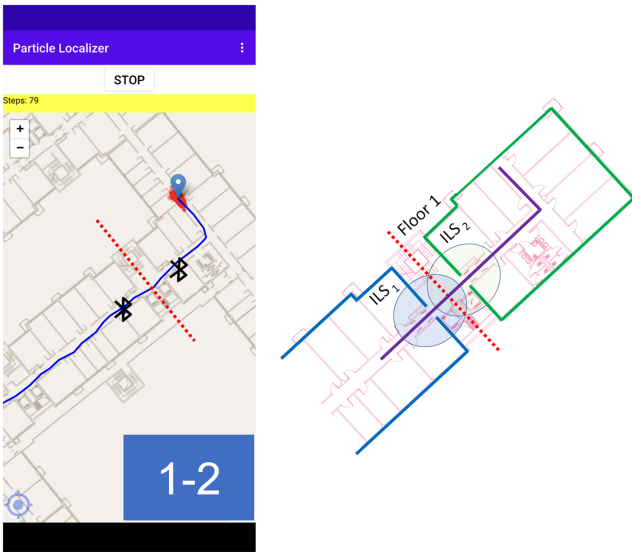 Particle Localizer
STOP
Steps: 79
+
−
1-2
Floor 1
ILS 2
ILS 1